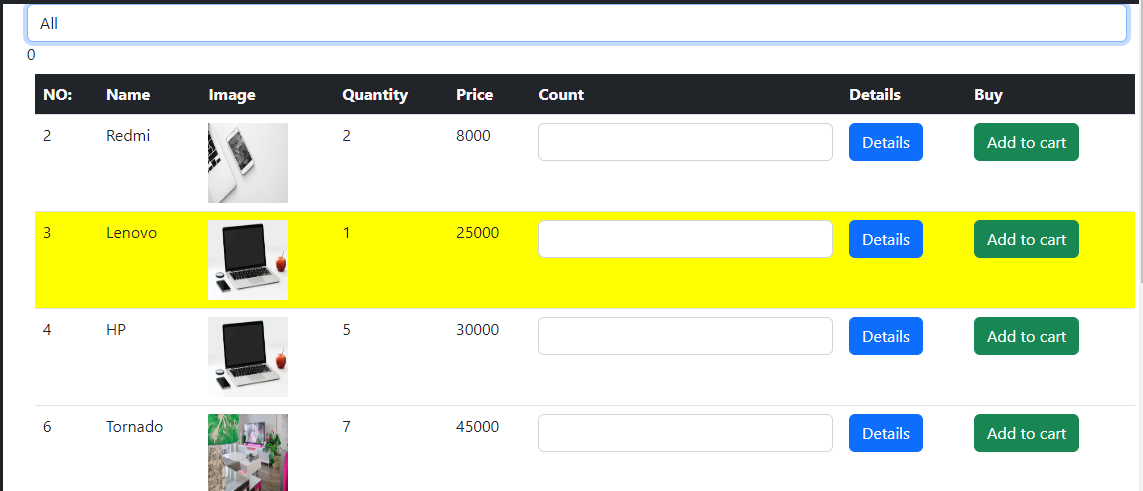 All
0
NO: Name Image Quantity Price Count Details Buy
2 Redmi 2 8000 Details Add to cart
3 Lenovo 1 25000 Details Add to cart
4 HP 5 30000 Details Add to cart
6 Tornado 7 45000 Details Add to cart